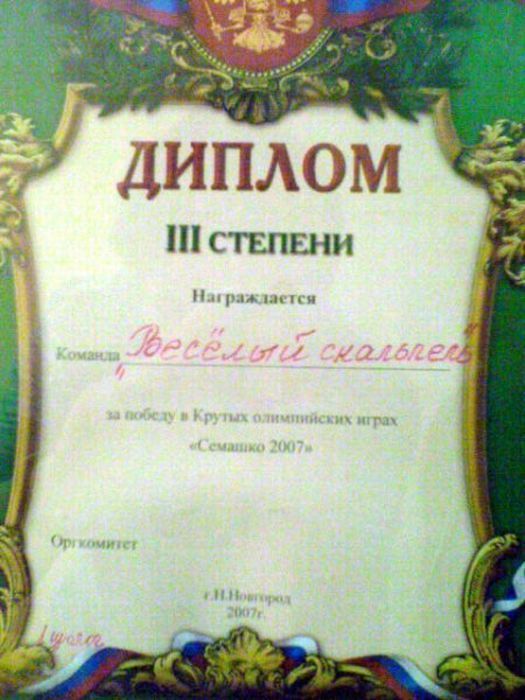 ДИПЛОМ
III СТЕПЕНИ
Награждается
Команда "Весёлый скальпель"
за победу в Крутых олимпийских играх
«Семашко 2007»
Оргкомитет
г.Н.Новгород
2007г.